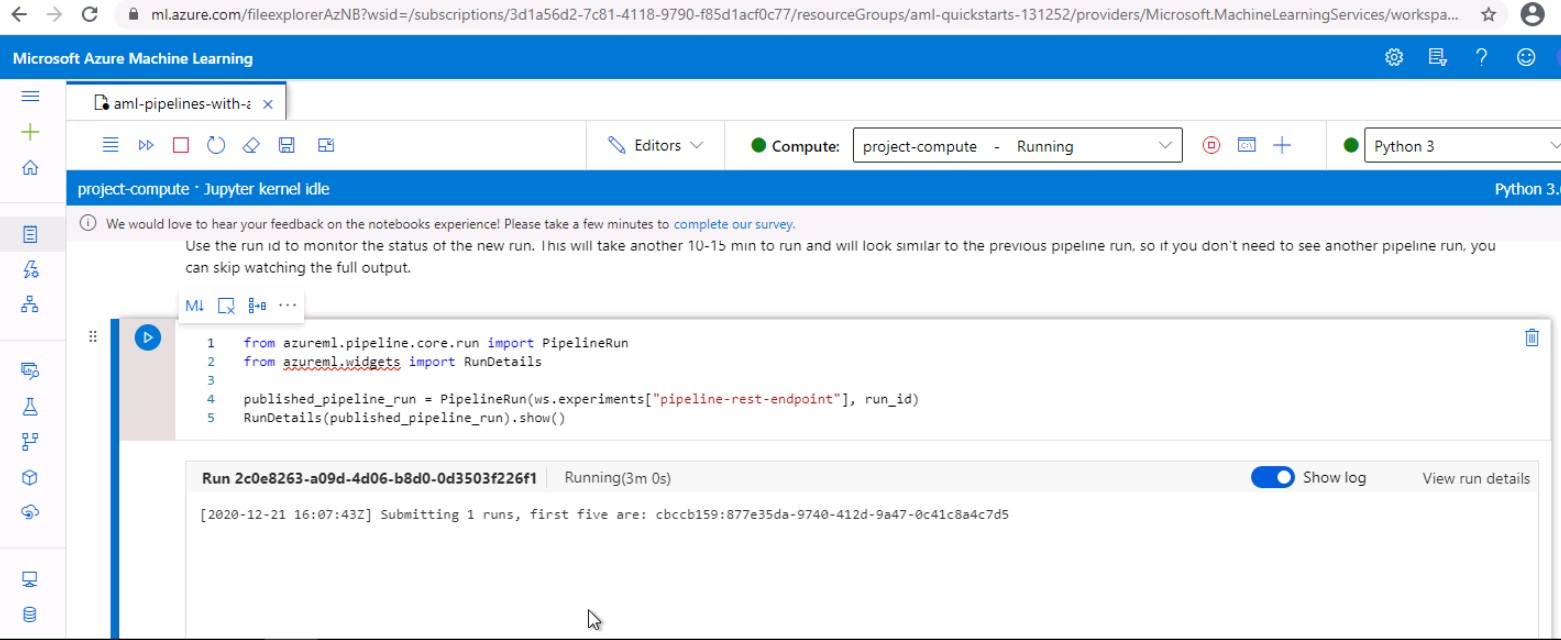 ml.azure.com/fileexplorerAzNB?wsid=/subscriptions/3d1a56d2-7c81-4118-9790-f85d1acf0c77/resourceGroups/aml-quickstarts-131252/providers/Microsoft.MachineLearningServices/workspa...
Microsoft Azure Machine Learning
aml-pipelines-with-a
Editors
Compute:
project-compute - Running
Python 3
project-compute · Jupyter kernel idle
Python 3.
We would love to hear your feedback on the notebooks experience! Please take a few minutes to complete our survey.
Use the run id to monitor the status of the new run. This will take another 10-15 min to run and will look similar to the previous pipeline run, so if you don't need to see another pipeline run, you
can skip watching the full output.
M↓
1 from azureml.pipeline.core.run import PipelineRun
2 from azureml.widgets import RunDetails
3
4 published_pipeline_run = PipelineRun(ws.experiments["pipeline-rest-endpoint"], run_id)
5 RunDetails(published_pipeline_run).show()
Run 2c0e8263-a09d-4d06-b8d0-0d3503f226f1 Running(3m 0s) Show log View run details
[2020-12-21 16:07:43Z] Submitting 1 runs, first five are: cbccb159:877e35da-9740-412d-9a47-0c41c8a4c7d5